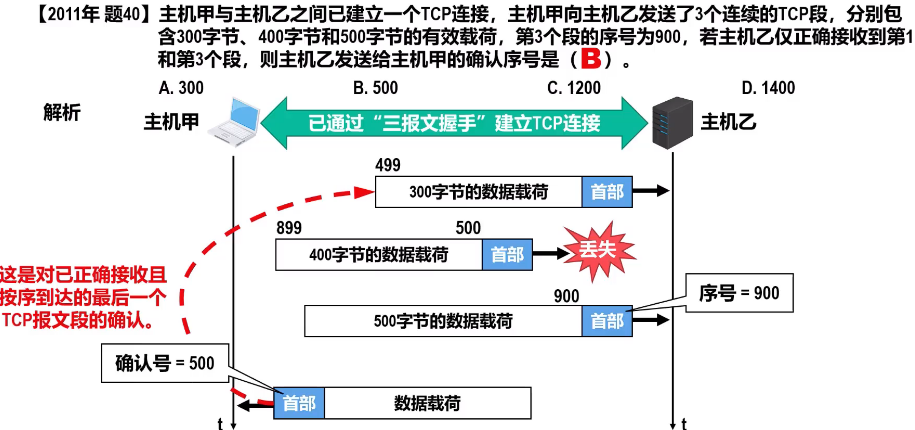 【2011年 题40】主机甲与主机乙之间已建立一个TCP连接，主机甲向主机乙发送了3个连续的TCP段，分别包
含300字节、400字节和500字节的有效载荷，第3个段的序号为900，若主机乙仅正确接收到第1
和第3个段，则主机乙发送给主机甲的确认序号是（B）。
A. 300 B. 500 C. 1200 D. 1400
解析
主机甲
已通过“三报文握手”建立TCP连接
主机乙
499
300字节的数据载荷 首部
899 500
400字节的数据载荷 首部
丢失
这是对已正确接收且
按序到达的最后一个
TCP报文段的确认。
900
500字节的数据载荷 首部
序号 = 900
确认号 = 500
首部 数据载荷
t t